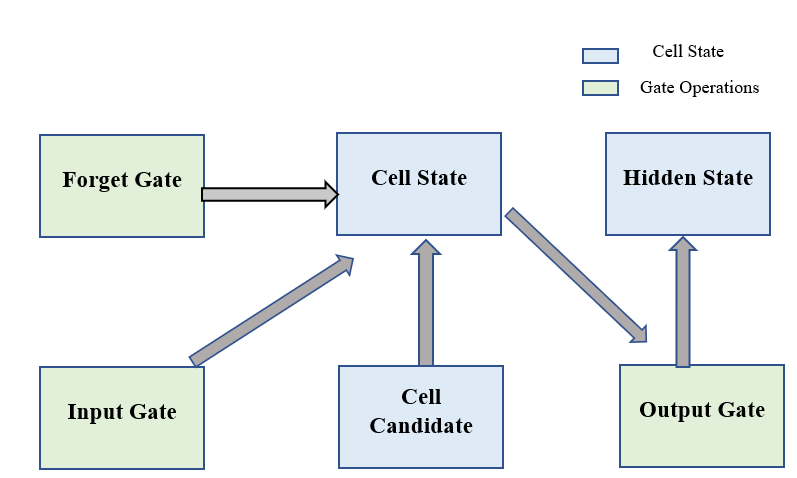 Cell State
Gate Operations
Forget Gate
Cell State
Hidden State
Input Gate
Cell
Candidate
Output Gate